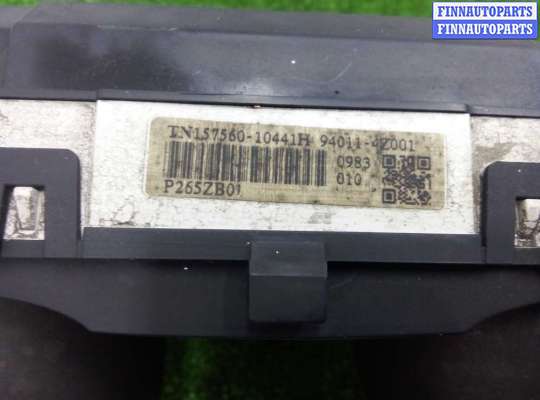 FINNAUTOPARTS
FINNAUTOPARTS
TN157560-10441H 94011-4Z001
0983
010
P265ZB01